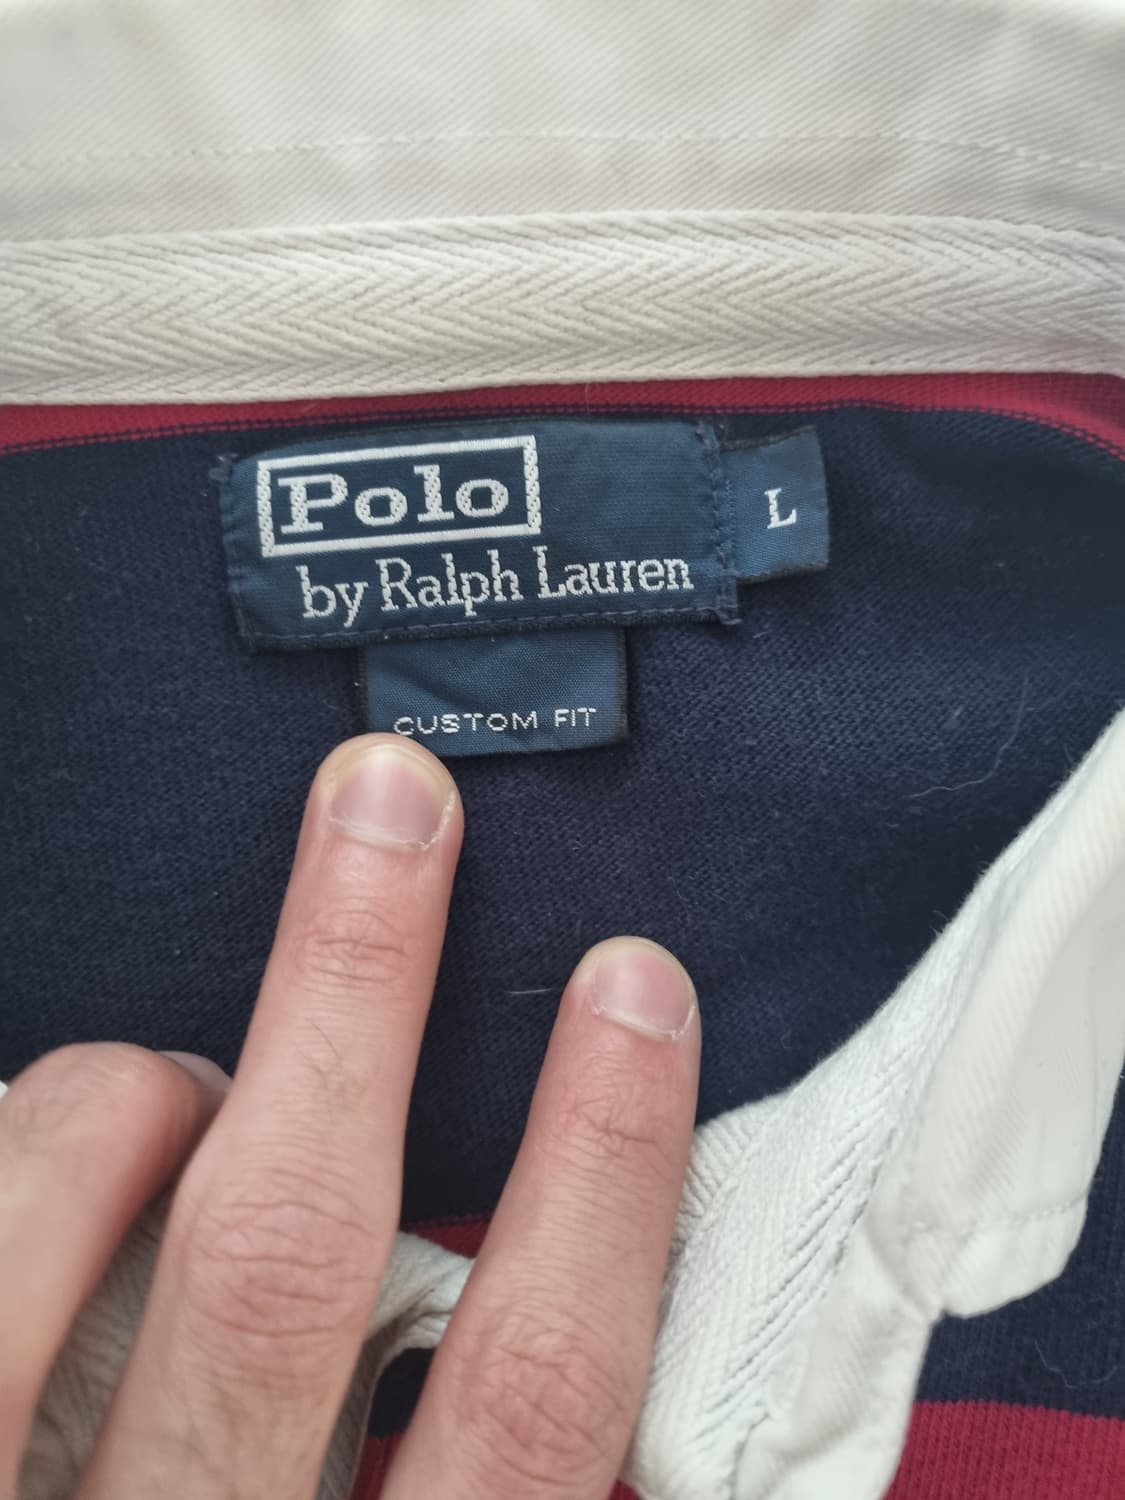 Polo
by Ralph Lauren
L
CUSTOM FIT